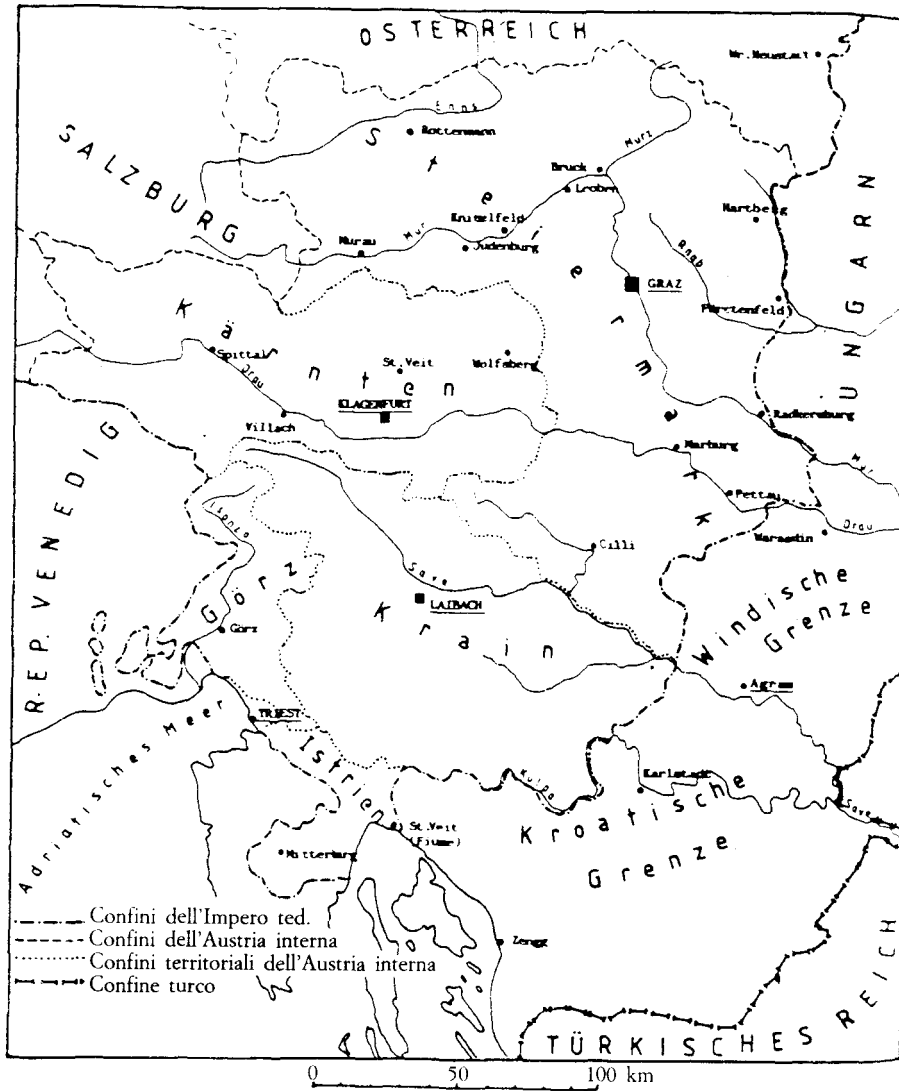 ÖSTERREICH
Wr. Neustadt
SALZBURG
Enns
Rottenmann
Steiermark
Mürz
Bruck
Leoben
Hartberg
Knittelfeld
Mur
Murau
Judenburg
Raab
GRAZ
Fürstenfeld
UNGARN
Kärnten
Spittal
Drau
St. Veit
Wolfsberg
KLAGENFURT
Villach
Radkersburg
Marburg
Mur
Pettau
Drau
Warasdin
REP. VENEDIG
Isonzo
Cilli
Save
Görz
LAIBACH
Krain
Windische
Grenze
Görz
Agram
TRIEST
Adriatisches Meer
Istrien
Kulpa
Karlstadt
Save
Kroatische
Grenze
St. Veit
(Fiume)
Mitterburg
Zengg
Confini dell'Impero ted.
Confini dell'Austria interna
Confini territoriali dell'Austria interna
Confine turco
TÜRKISCHES REICH
0 50 100 km